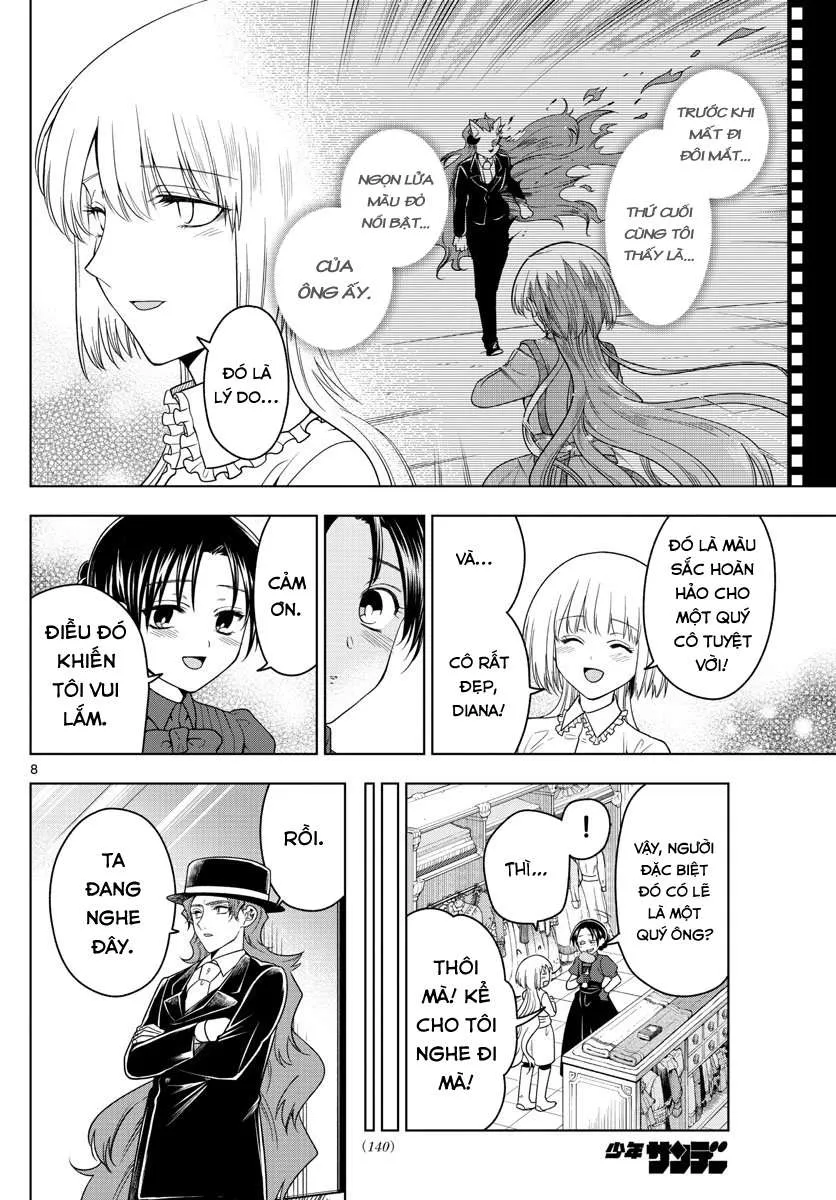 TRƯỚC KHI
MẤT ĐI
ĐÔI MẮT...
THỨ CUỐI
CÙNG TÔI
THẤY LÀ...
NGỌN LỬA
MÀU ĐỎ
NỔI BẬT...
CỦA
ÔNG ẤY.
ĐÓ LÀ
LÝ DO...
ĐÓ LÀ MÀU
SẮC HOÀN
HẢO CHO
MỘT QUÝ
CÔ TUYỆT
VỜI!
VÀ...
CÔ RẤT
ĐẸP,
DIANA!
CẢM
ƠN.
ĐIỀU ĐÓ
KHIẾN
TÔI VUI
LẮM.
8
VẬY, NGƯỜI
ĐẶC BIỆT
ĐÓ CÓ LẼ
LÀ MỘT
QUÝ ÔNG?
!
THÌ...
THÔI
MÀ! KỂ
CHO TÔI
NGHE ĐI
MÀ!
RỒI.
TA
ĐANG
NGHE
ĐÂY.
(140)
少年サンデー